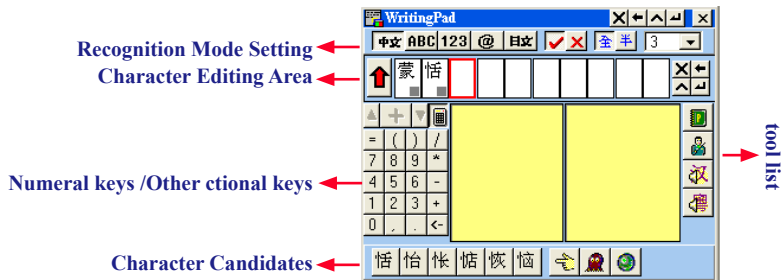 WritingPad
中文 ABC 123 @ 日文 全 半 3
Recognition Mode Setting
Character Editing Area
蒙 恬
= ( ) /
7 8 9 *
4 5 6 -
1 2 3 +
0 , . <-
Numeral keys /Other ctional keys
汉
tool list
Character Candidates
恬 怡 怅 惦 恢 恼